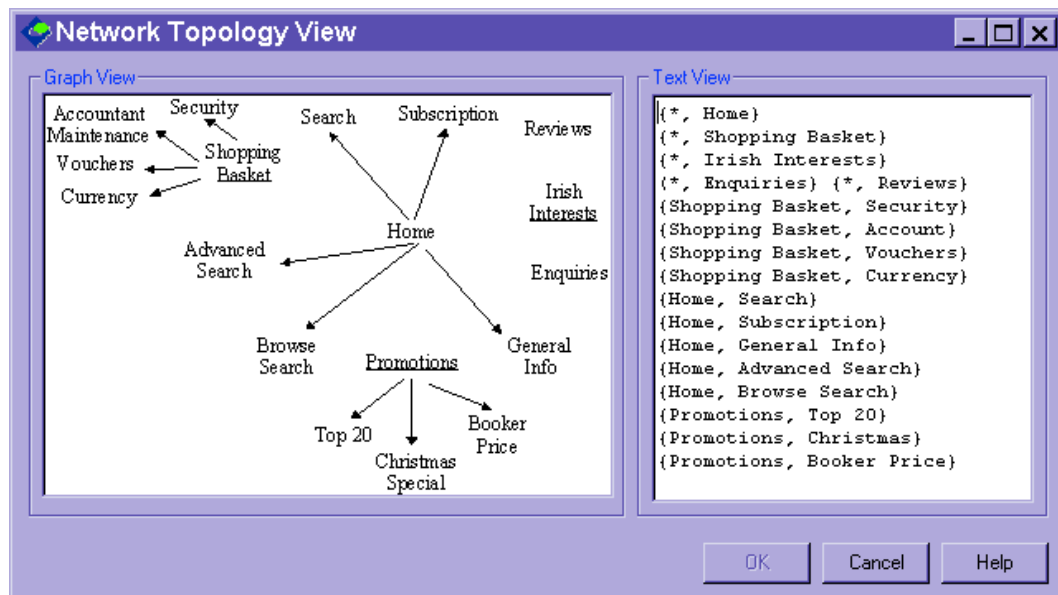 Network Topology View
Graph View
Accountant
Maintenance
Security
Vouchers
Shopping
Basket
Currency
Search
Subscription
Reviews
Irish
Interests
Home
Advanced
Search
Enquiries
Browse
Search
Promotions
General
Info
Top 20
Christmas
Special
Booker
Price
Text View
{*, Home}
{*, Shopping Basket}
{*, Irish Interests}
{*, Enquiries} {*, Reviews}
{Shopping Basket, Security}
{Shopping Basket, Account}
{Shopping Basket, Vouchers}
{Shopping Basket, Currency}
{Home, Search}
{Home, Subscription}
{Home, General Info}
{Home, Advanced Search}
{Home, Browse Search}
{Promotions, Top 20}
{Promotions, Christmas}
{Promotions, Booker Price}
OK
Cancel
Help